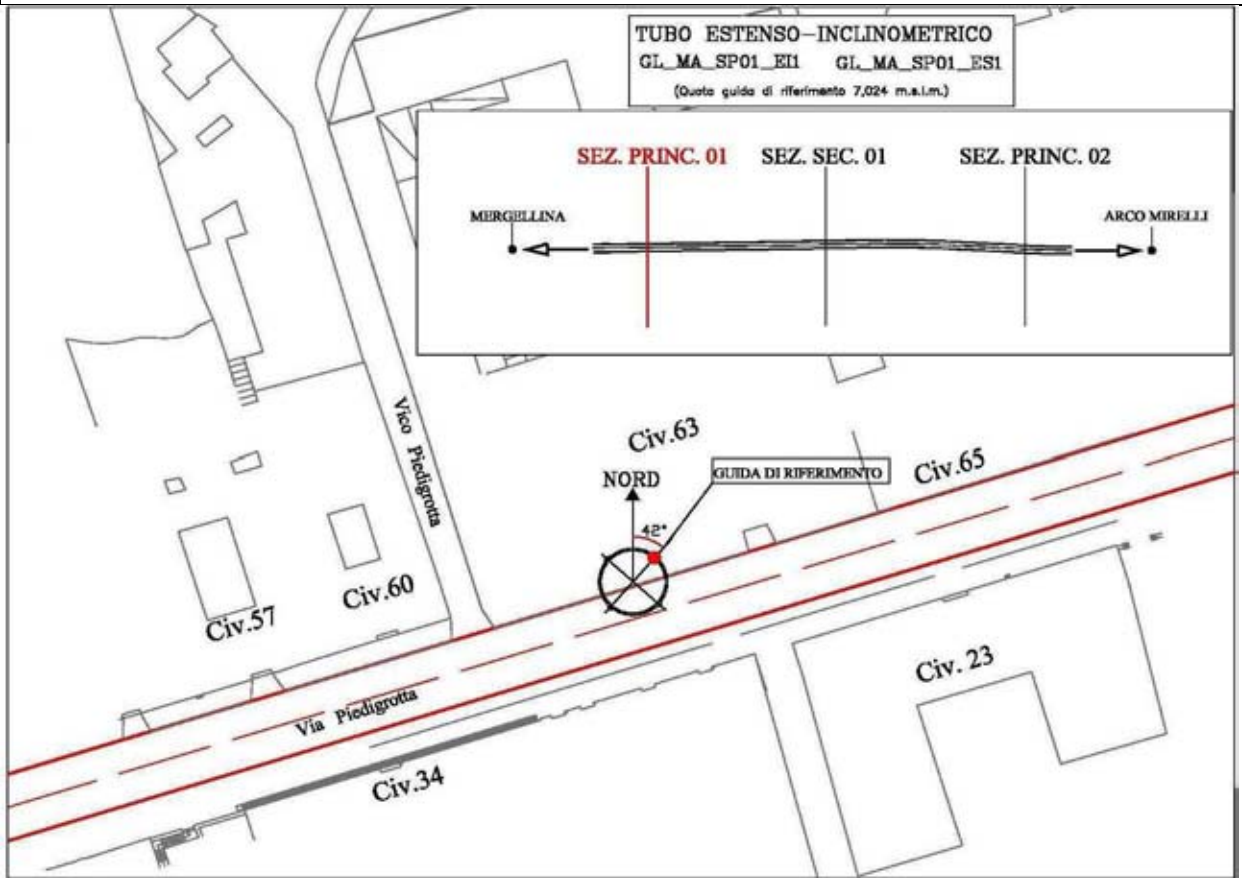 TUBO ESTENSO-INCLINOMETRICO
GL_MA_SP01_EI1 GL_MA_SP01_ES1
(Quota guida di riferimento 7,024 m.s.l.m.)
SEZ. PRINC. 01 SEZ. SEC. 01 SEZ. PRINC. 02
MERGELLINA
ARCO MIRELLI
Vico Piedigrotta
Civ.63
Civ.65
NORD
GUIDA DI RIFERIMENTO
42°
Civ.60
Civ.57
Civ. 23
Via Piedigrotta
Civ.34